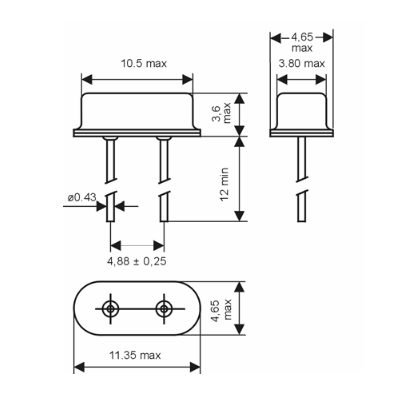 4,65
max
10.5 max
3.80 max
3,6
max
12 min
ø0.43
4,88 ± 0,25
4,65
max
11.35 max